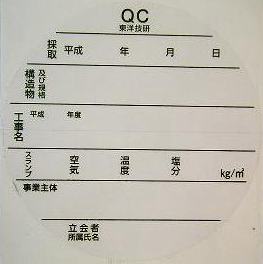 QC
東洋技研
採取 平成 年 月 日
構造物 及び規格
工事名 平成 年度
スランプ 空気 温度 塩分 kg/㎥
事業主体
立会者
所属氏名